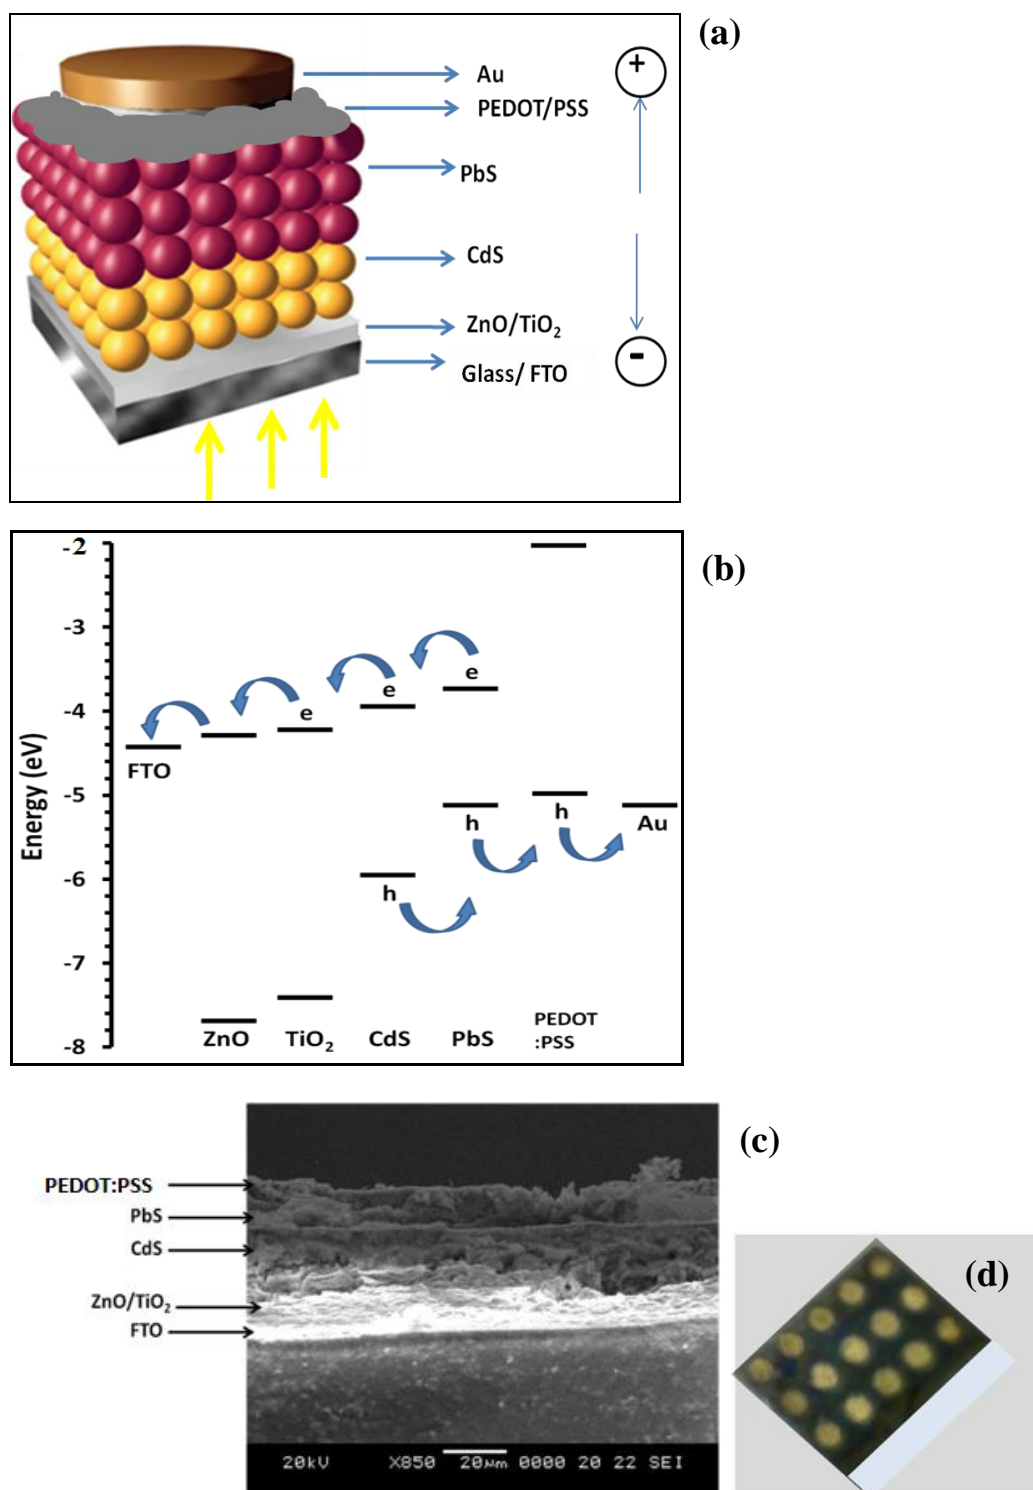 (a)
+
Au
PEDOT/PSS
PbS
CdS
ZnO/TiO₂
Glass/ FTO
-
(b)
Energy (eV)
-2
-3
-4
-5
-6
-7
-8
e
e
e
FTO
h
h
Au
h
ZnO
TiO₂
CdS
PbS
PEDOT
:PSS
(c)
PEDOT:PSS
PbS
CdS
ZnO/TiO₂
FTO
20kV X850 20µm 0000 20 22 SEI
(d)